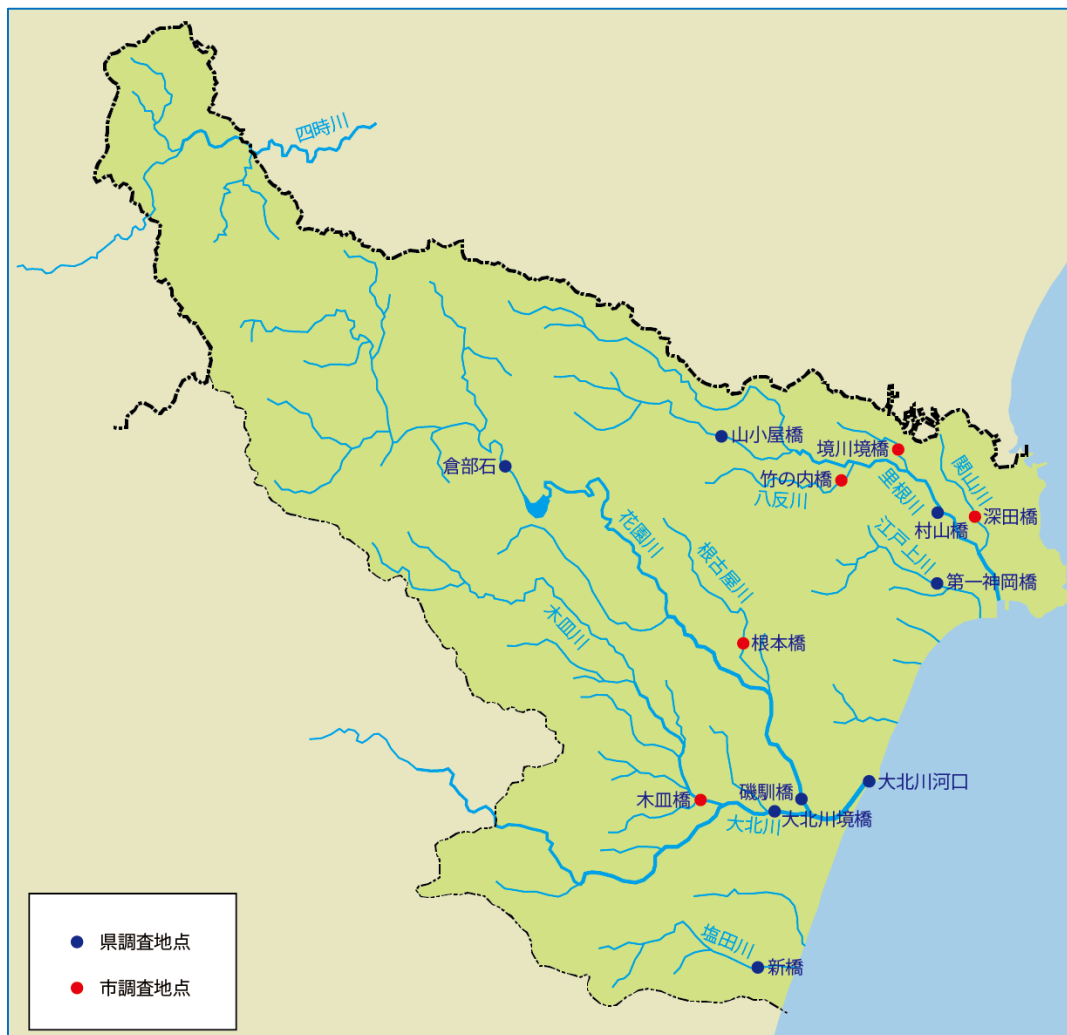 四時川
山小屋橋
境川境橋
倉部石
竹の内橋
八反川
関山川
里根川
村山橋
深田橋
花園川
根古屋川
江戸上川
第一神岡橋
木皿川
根本橋
大北川河口
木皿橋
磯馴橋
大北川境橋
大北川
塩田川
新橋
県調査地点
市調査地点